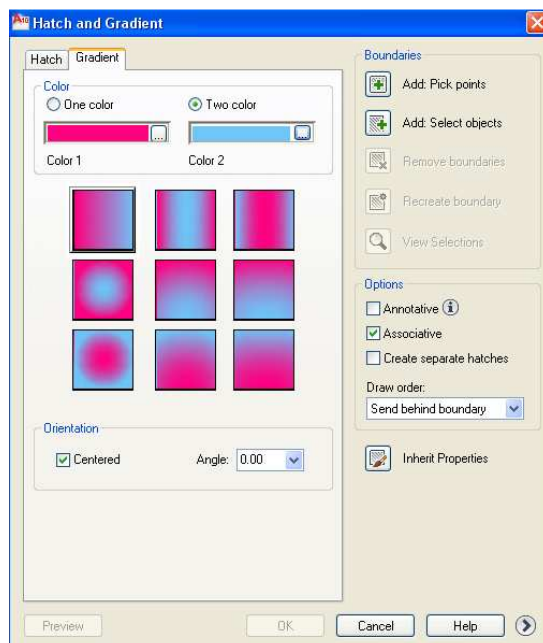 Hatch and Gradient
Hatch Gradient
Color
One color Two color
...
...
Color 1 Color 2
Orientation
Centered Angle: 0.00
Boundaries
Add: Pick points
Add: Select objects
Remove boundaries
Recreate boundary
View Selections
Options
Annotative
Associative
Create separate hatches
Draw order:
Send behind boundary
Inherit Properties
Preview OK Cancel Help